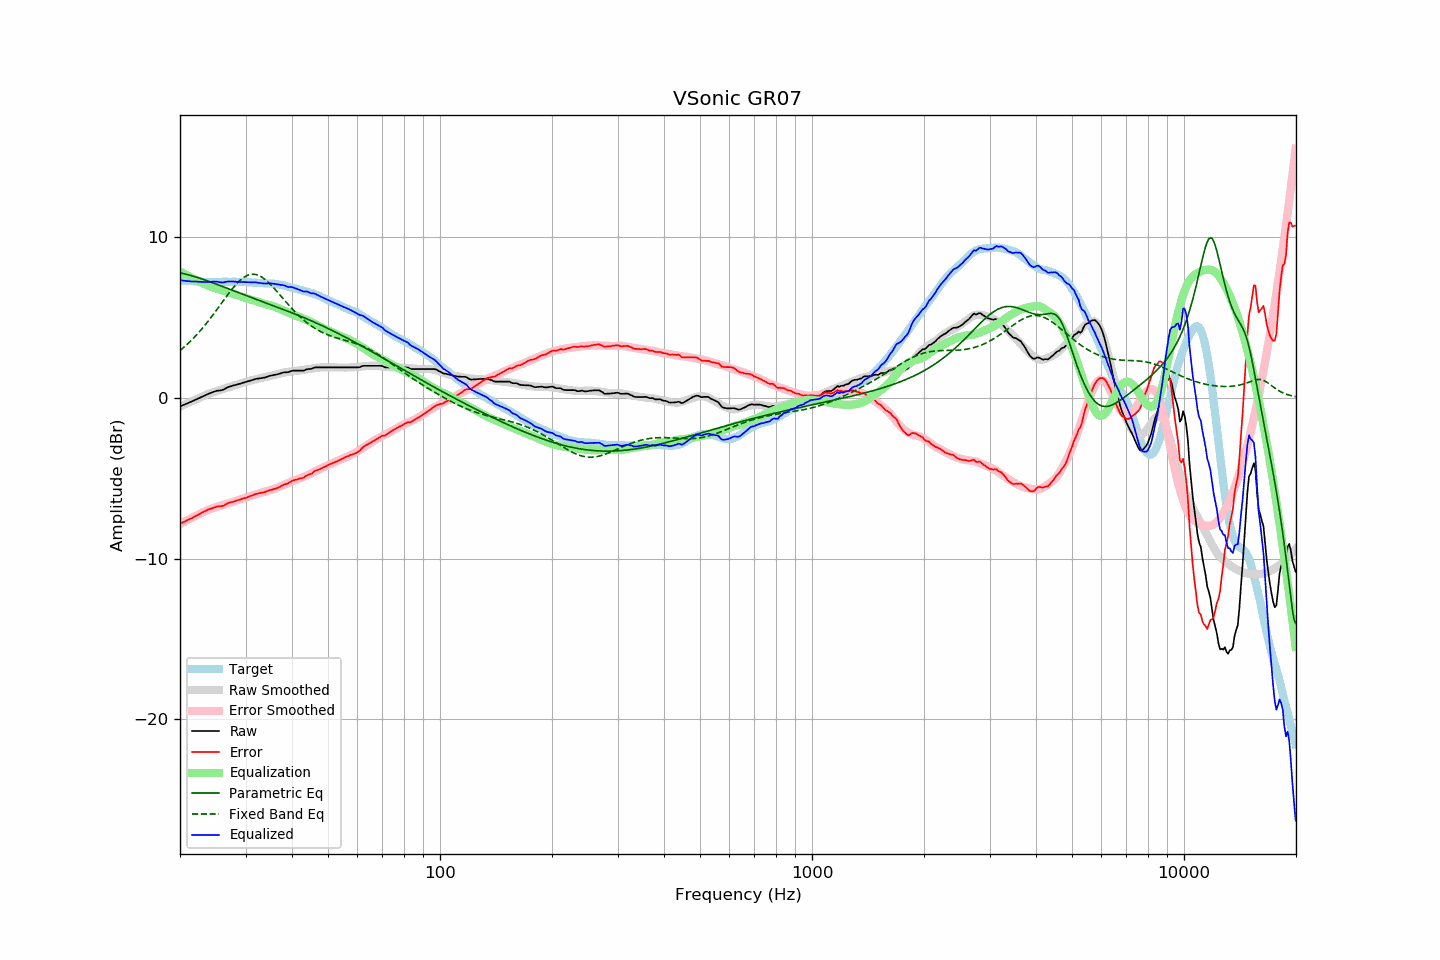 VSonic GR07
10
0
−10
−20
Amplitude (dBr)
Target
Raw Smoothed
Error Smoothed
Raw
Error
Equalization
Parametric Eq
Fixed Band Eq
Equalized
100
1000
10000
Frequency (Hz)